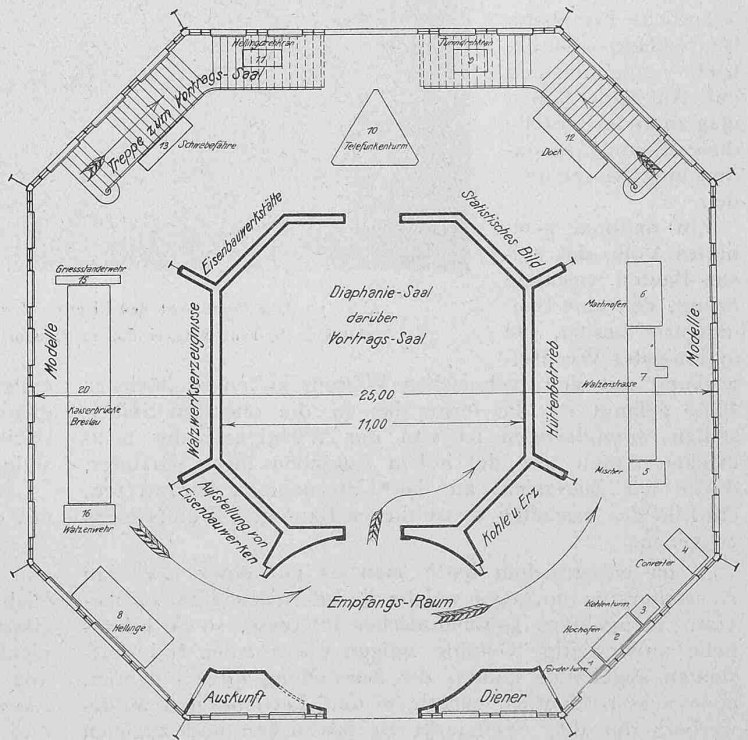 Hellingdrehkran
11
Turmdrehkran
9
Treppe zum Vortrags-Saal
10
Telefunkenturm
13
Schwebefähre
12
Dock
Eisenbauwerkstätte
Statistisches Bild
Griessständerwehr
15
Modelle
Diaphanie-Saal
darüber
Vortrags-Saal
Walzwerkserzeugnisse
Hüttenbetrieb
6
7
Walzenstrasse
Modelle
20
Kaiserbrücke
Breslau
25,00
11,00
Mischer
5
16
Walzenwehr
Aufstellung von
Eisenbauwerken
Kohle u. Erz
4
Converter
Empfangs-Raum
8
Hellinge
Kohlenturm
3
Hochofen
2
Förderturm
1
Auskunft
Diener